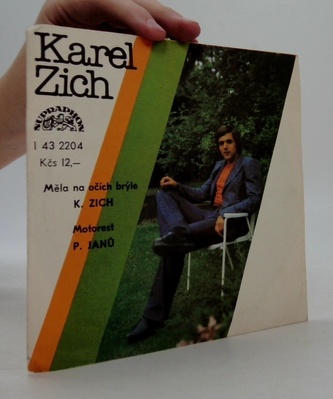 Karel
Zich
SUPRAPHON
1 43 2204
Kčs 12,–
Měla na očích brýle
K. ZICH
Motorest
P. JANŮ